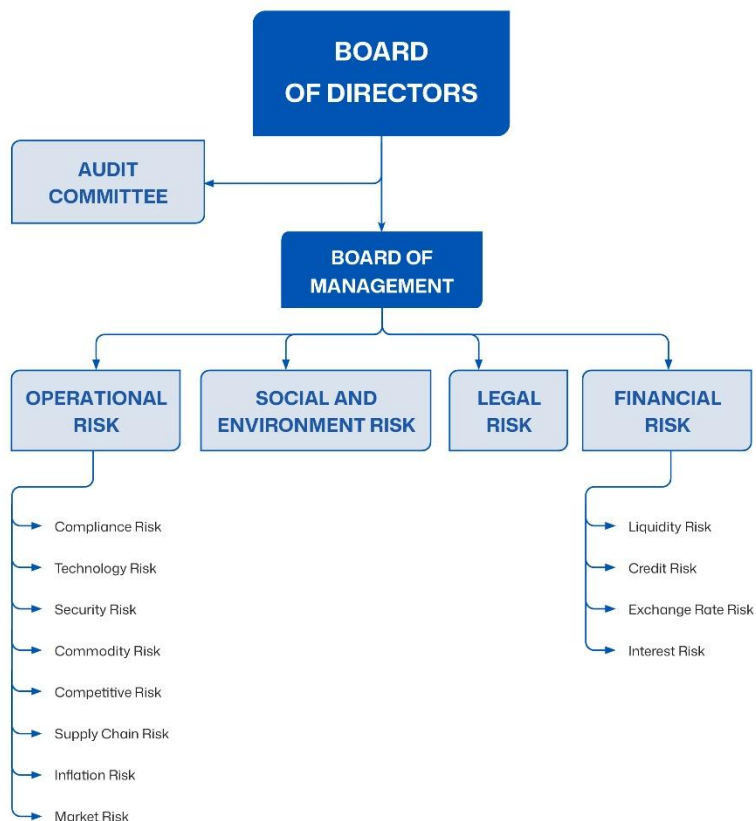 BOARD
OF DIRECTORS
AUDIT
COMMITTEE
BOARD OF
MANAGEMENT
OPERATIONAL
RISK
SOCIAL AND
ENVIRONMENT RISK
LEGAL
RISK
FINANCIAL
RISK
Compliance Risk
Technology Risk
Security Risk
Commodity Risk
Competitive Risk
Supply Chain Risk
Inflation Risk
Market Risk
Liquidity Risk
Credit Risk
Exchange Rate Risk
Interest Risk